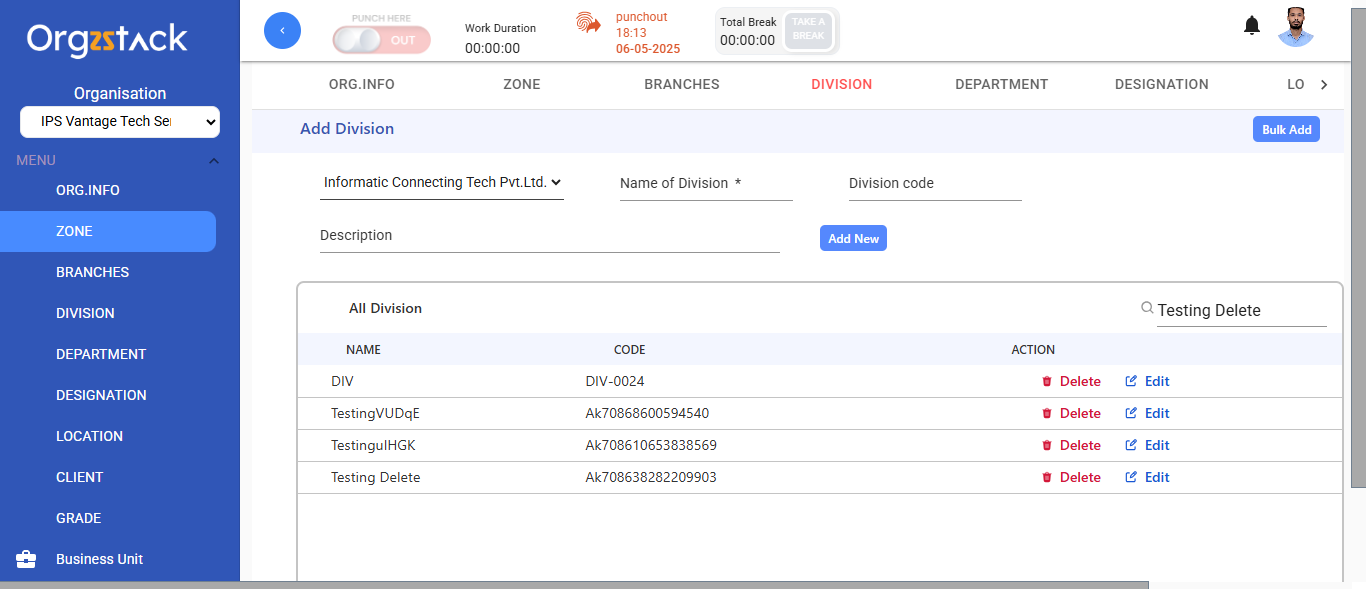 Orgzstack
Organisation
IPS Vantage Tech Ser
MENU
ORG.INFO
ZONE
BRANCHES
DIVISION
DEPARTMENT
DESIGNATION
LOCATION
CLIENT
GRADE
Business Unit
PUNCH HERE
OUT
Work Duration
00:00:00
punchout
18:13
06-05-2025
Total Break
00:00:00
TAKE A
BREAK
ORG.INFO ZONE BRANCHES DIVISION DEPARTMENT DESIGNATION LO
Add Division
Bulk Add
Informatic Connecting Tech Pvt.Ltd. Name of Division * Division code
Description
Add New
All Division
Testing Delete
NAME CODE ACTION
DIV DIV-0024 Delete Edit
TestingVUDqE Ak70868600594540 Delete Edit
Delete Edit
Ak708610653838569
Testing Delete Ak708638282209903 Delete Edit